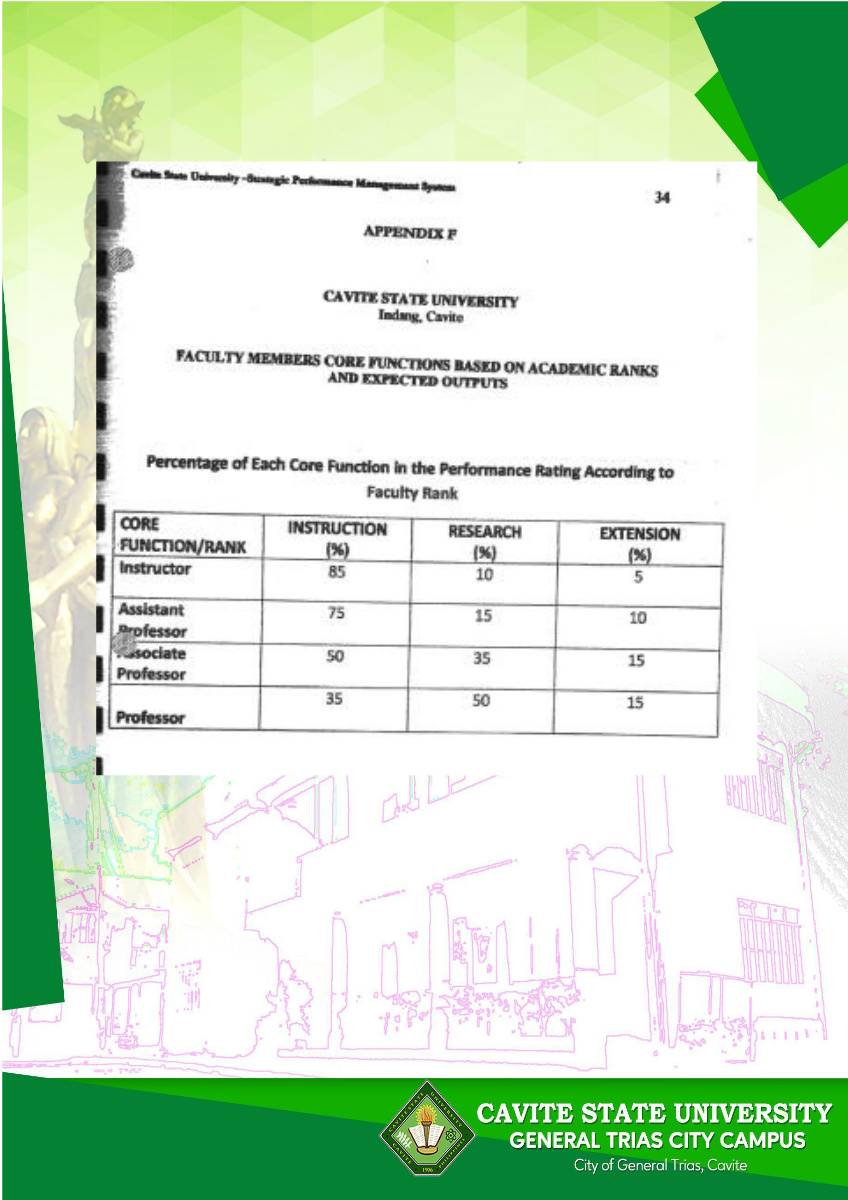 Cavite State University -Strategic Performance Management System
34
APPENDIX F
CAVITE STATE UNIVERSITY
Indang, Cavite
FACULTY MEMBERS CORE FUNCTIONS BASED ON ACADEMIC RANKS
AND EXPECTED OUTPUTS
Percentage of Each Core Function in the Performance Rating According to
Faculty Rank
CORE FUNCTION/RANK INSTRUCTION (%) RESEARCH (%) EXTENSION (%)
Instructor 85 10 5
Assistant Professor 75 15 10
Associate Professor 50 35 15
Professor 35 50 15
CAVITE STATE UNIVERSITY
GENERAL TRIAS CITY CAMPUS
City of General Trias, Cavite
1906